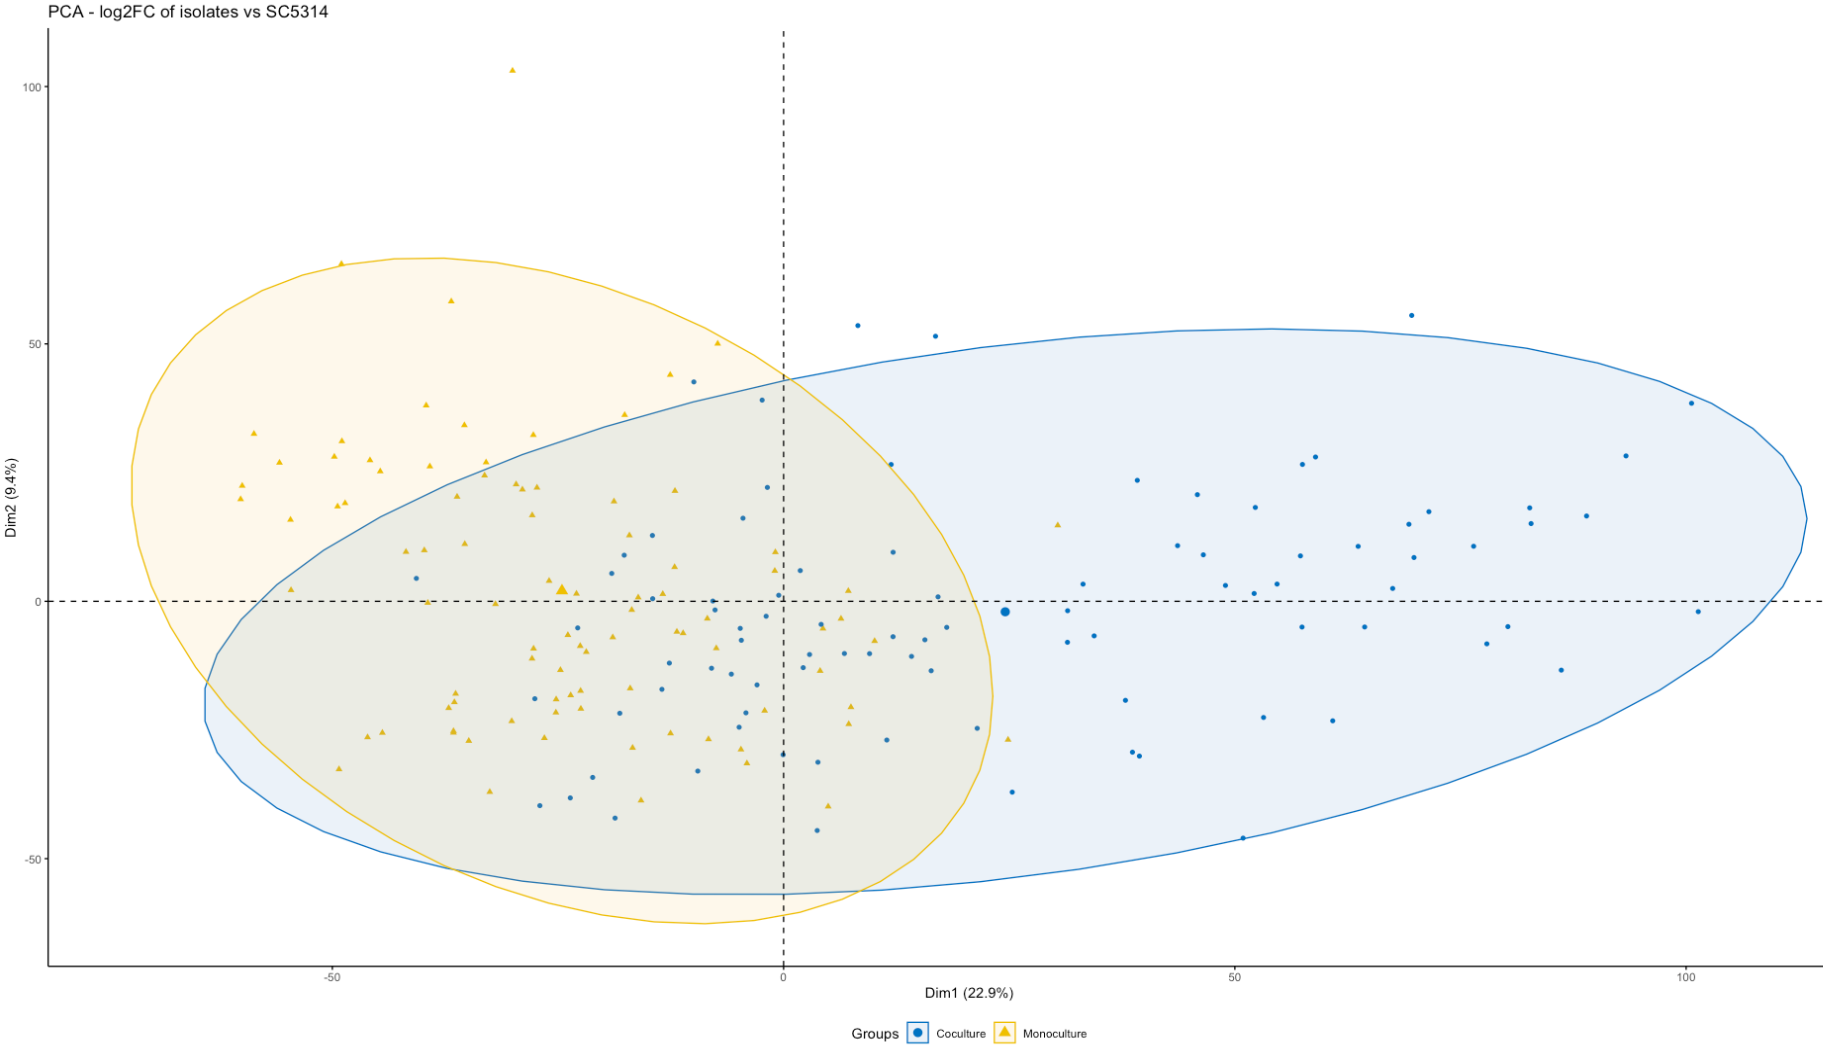 PCA - log2FC of isolates vs SC5314
100
50
0
-50
Dim2 (9.4%)
-50
0
50
100
Dim1 (22.9%)
Groups Coculture Monoculture